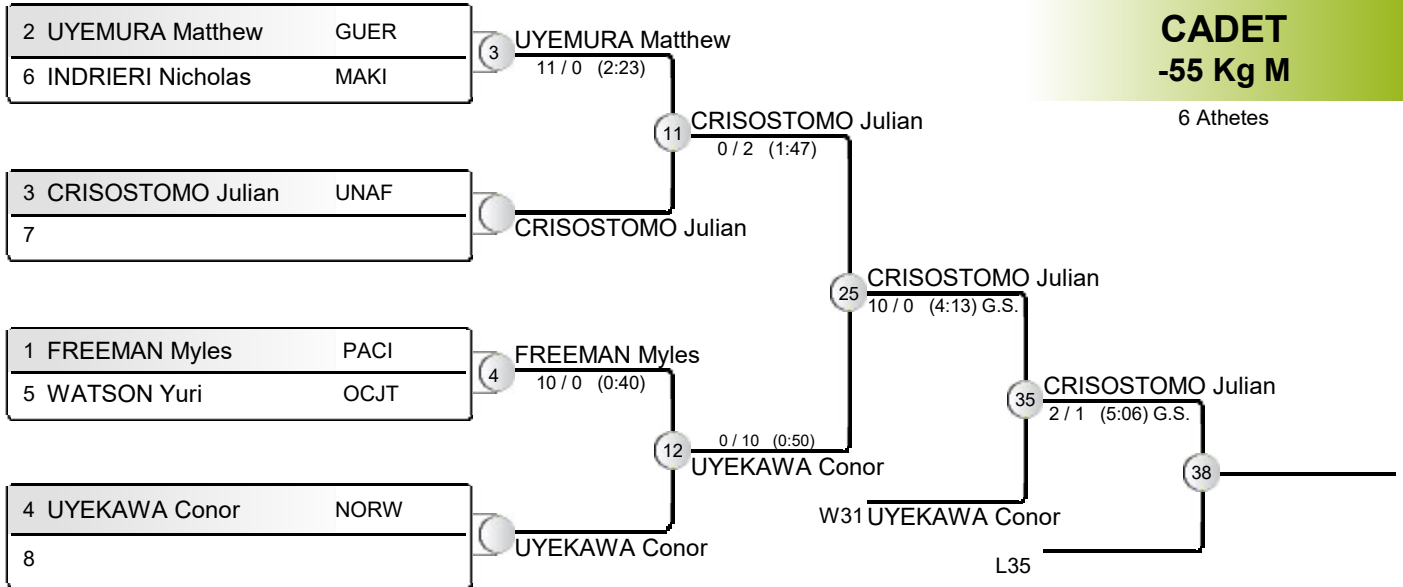 CADET
-55 Kg M
6 Athetes
2 UYEMURA Matthew GUER
6 INDRIERI Nicholas MAKI
3 UYEMURA Matthew
11 / 0 (2:23)
11 CRISOSTOMO Julian
0 / 2 (1:47)
3 CRISOSTOMO Julian UNAF
7
CRISOSTOMO Julian
25 CRISOSTOMO Julian
10 / 0 (4:13) G.S.
1 FREEMAN Myles PACI
5 WATSON Yuri OCJT
4 FREEMAN Myles
10 / 0 (0:40)
35 CRISOSTOMO Julian
2 / 1 (5:06) G.S.
12 0 / 10 (0:50)
UYEKAWA Conor
38
4 UYEKAWA Conor NORW
8
UYEKAWA Conor
W31 UYEKAWA Conor
L35